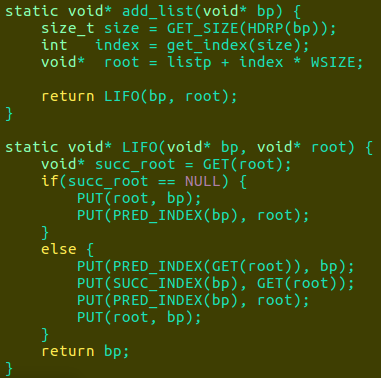 static void* add_list(void* bp) {
    size_t size = GET_SIZE(HDRP(bp));
    int   index = get_index(size);
    void*  root = listp + index * WSIZE;

    return LIFO(bp, root);
}

static void* LIFO(void* bp, void* root) {
    void* succ_root = GET(root);
    if(succ_root == NULL) {
        PUT(root, bp);
        PUT(PRED_INDEX(bp), root);
    }
    else {
        PUT(PRED_INDEX(GET(root)), bp);
        PUT(SUCC_INDEX(bp), GET(root));
        PUT(PRED_INDEX(bp), root);
        PUT(root, bp);
    }
    return bp;
}